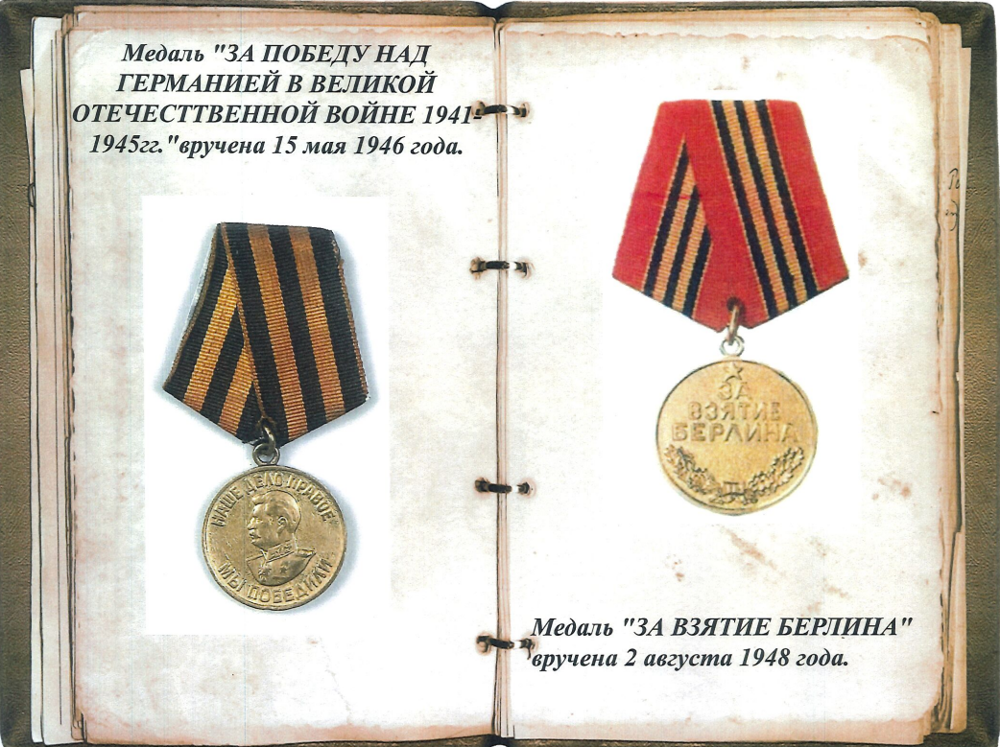 Медаль "ЗА ПОБЕДУ НАД
ГЕРМАНИЕЙ В ВЕЛИКОЙ
ОТЕЧЕСТТВЕННОЙ ВОЙНЕ 1941-
1945гг."вручена 15 мая 1946 года.
НАШЕ ДЕЛО ПРАВОЕ
МЫ ПОБЕДИЛИ
ЗА
ВЗЯТИЕ
БЕРЛИНА
Медаль "ЗА ВЗЯТИЕ БЕРЛИНА"
вручена 2 августа 1948 года.